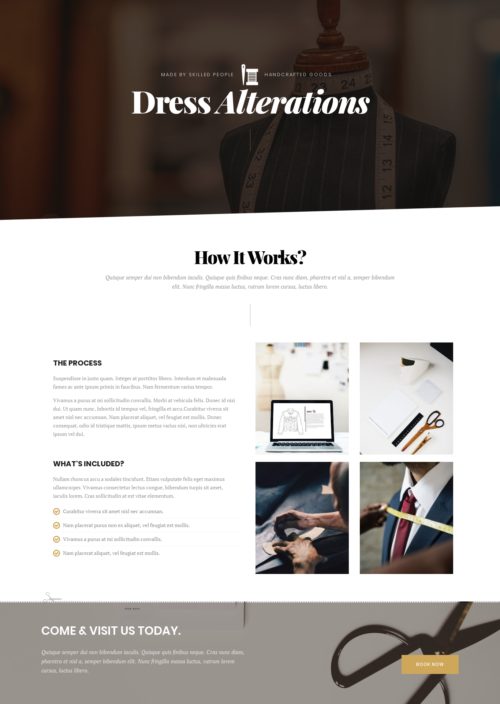 MADE BY SKILLED PEOPLE HANDCRAFTED GOODS
Dress Alterations
How It Works?
Quisque semper dui non bibendum iaculis. Quisque quis finibus neque. Cras nunc diam, pharetra et nisl a, semper bibendum
elit. Nunc fringilla massa luctus, rutrum lorem cursus, luctus libero.
THE PROCESS
Suspendisse in justo quam. Integer at porttitor libero. Interdum et malesuada
fames ac ante ipsum primis in faucibus. Nam fermentum varius tempor.
Vivamus a purus at mi sollicitudin convallis. Morbi at vehicula felis. Donec id nisi
dui. Ut quam nunc, lobortis id tempus vel, fringilla et arcu.Curabitur viverra sit
amet nisl nec accumsan. Nam placerat aliquet, vel feugiat est mollis. Donec
consequat, odio id tristique mattis, ipsum metus varius nisi, non ultricies erat
ipsum vel dui.
WHAT'S INCLUDED?
Nullam rhoncus arcu a sodales tincidunt. Etiam vulputate felis eget maximus
ullamcorper. Vivamus consectetur lectus congue, bibendum turpis sit amet,
iaculis lorem. Cras sollicitudin at est vitae elementum.
Curabitur viverra sit amet nisl nec accumsan.
Nam placerat purus non ex aliquet, vel feugiat est mollis.
Vivamus a purus at mi sollicitudin convallis.
Nam placerat aliquet, vel feugiat est mollis.
COME & VISIT US TODAY.
Quisque semper dui non bibendum iaculis. Quisque quis finibus neque. Cras nunc diam,
pharetra et nisl a, semper bibendum elit. Nunc fringilla massa luctus, rutrum lorem
cursus, luctus libero.
BOOK NOW